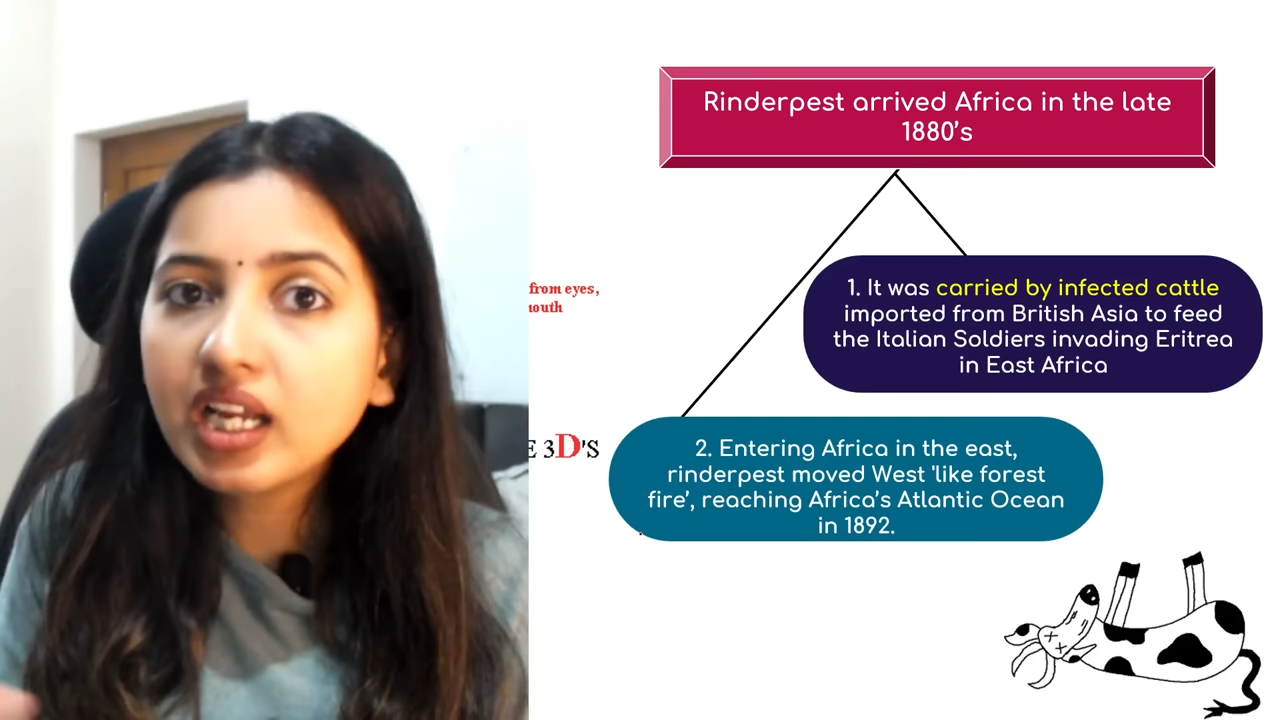 Rinderpest arrived Africa in the late
1880's
from eyes,
mouth
1. It was carried by infected cattle
imported from British Asia to feed
the Italian Soldiers invading Eritrea
in East Africa
3D'S
2. Entering Africa in the east,
rinderpest moved West 'like forest
fire', reaching Africa's Atlantic Ocean
in 1892.